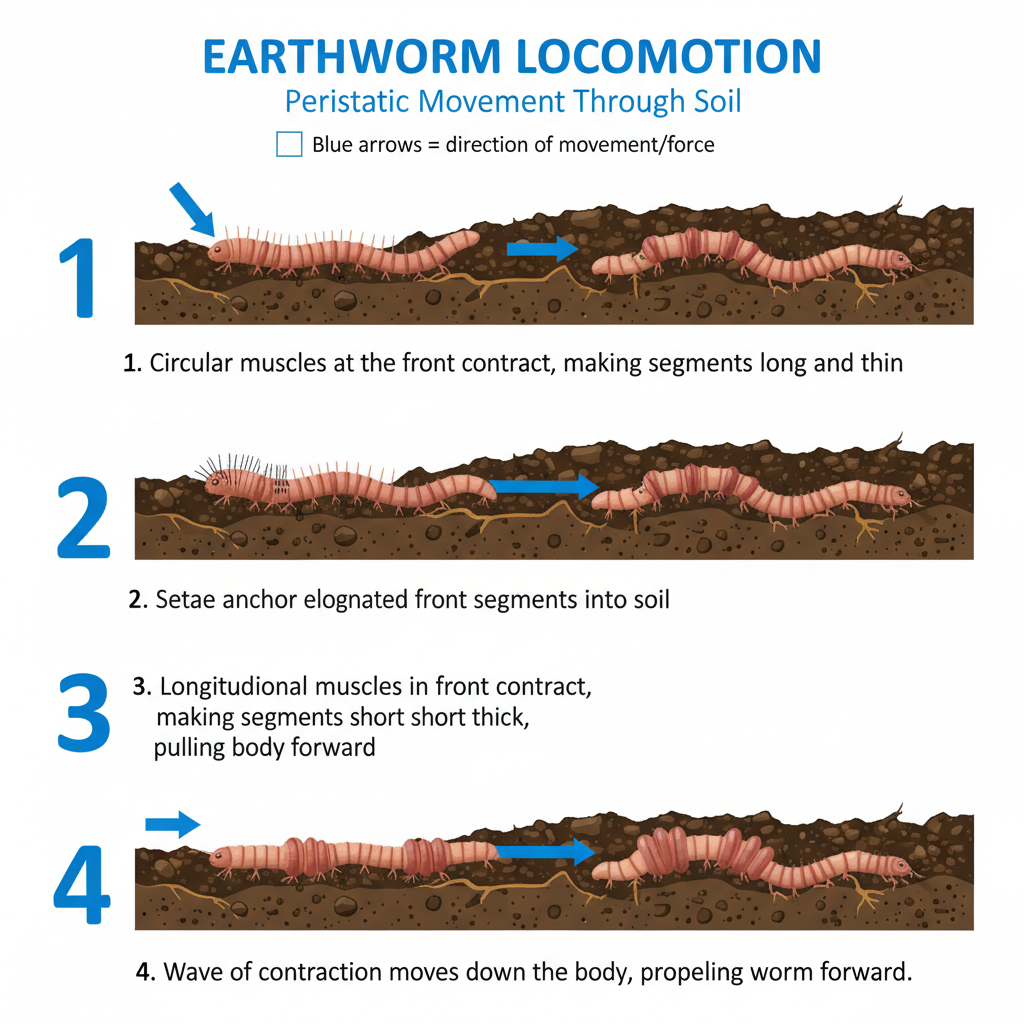 EARTHWORM LOCOMOTION
Peristatic Movement Through Soil
Blue arrows = direction of movement/force
1
1. Circular muscles at the front contract, making segments long and thin
2
2. Setae anchor elognated front segments into soil
3
3. Longitudional muscles in front contract,
making segments short short thick,
pulling body forward
4
4. Wave of contraction moves down the body, propeling worm forward.